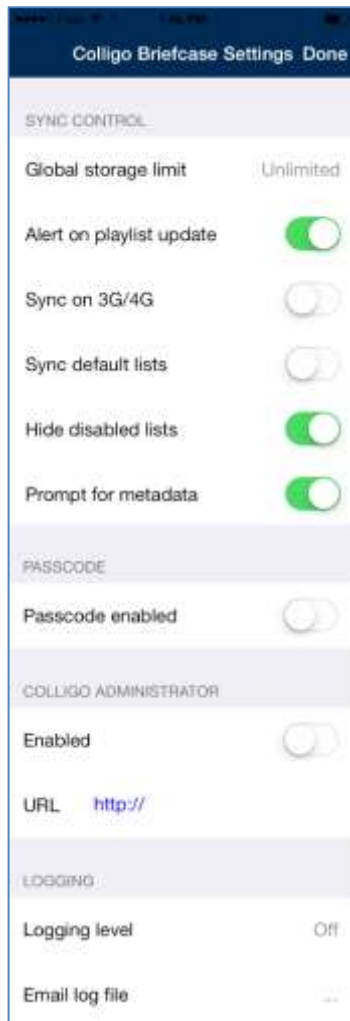 Colligo Briefcase Settings Done
SYNC CONTROL
Global storage limit Unlimited
Alert on playlist update
Sync on 3G/4G
Sync default lists
Hide disabled lists
Prompt for metadata
PASSCODE
Passcode enabled
COLLIGO ADMINISTRATOR
Enabled
URL http://
LOGGING
Logging level Off
Email log file ...